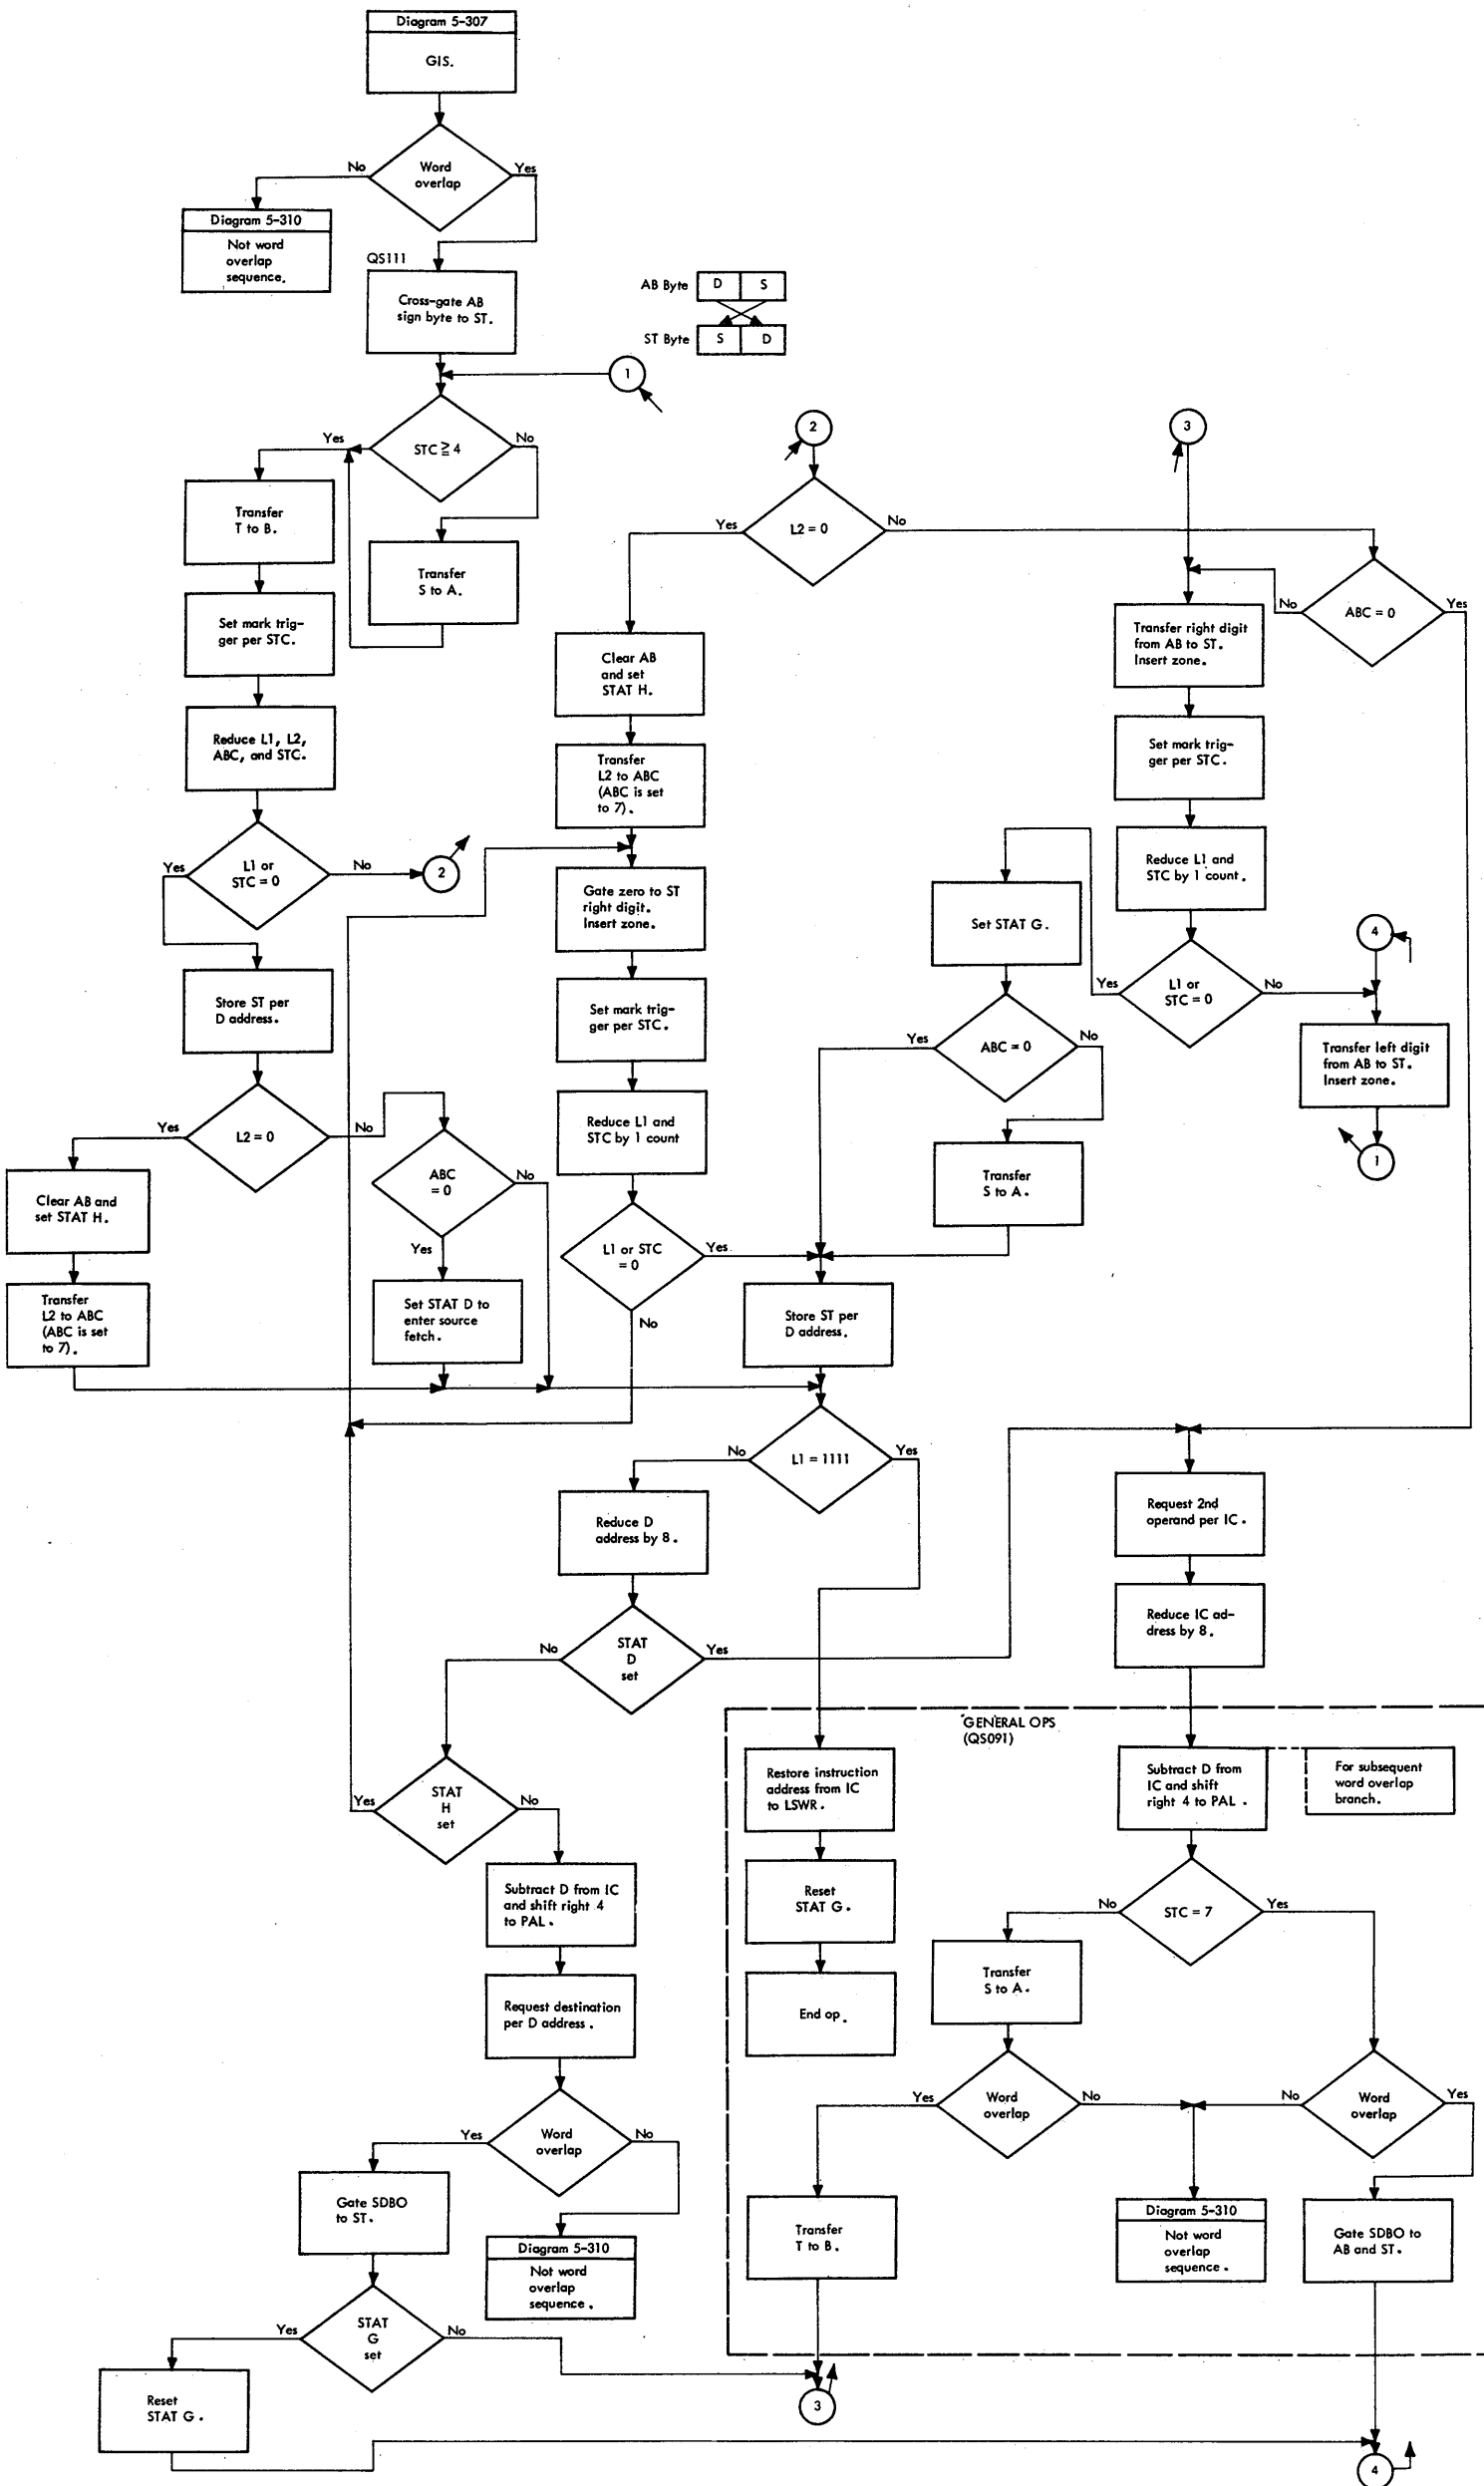 Diagram 5-307
GIS.
Word
overlap
No
Yes
Diagram 5-310
Not word
overlap
sequence.
QS111
Cross-gate AB
sign byte to ST.
AB Byte
D
S
ST Byte
S
D
1
STC ≧ 4
Yes
No
Transfer
T to B.
Transfer
S to A.
Set mark trig-
ger per STC.
Reduce L1, L2,
ABC, and STC.
L1 or
STC = 0
Yes
No
2
Store ST per
D address.
L2 = 0
Yes
No
Clear AB and
set STAT H.
Transfer
L2 to ABC
(ABC is set
to 7).
ABC
= 0
No
Yes
Set STAT D to
enter source
fetch.
2
L2 = 0
Yes
No
Clear AB
and set
STAT H.
Transfer
L2 to ABC
(ABC is set
to 7).
Gate zero to ST
right digit.
Insert zone.
Set mark trig-
ger per STC.
Reduce L1 and
STC by 1 count
L1 or STC
= 0
Yes
No
3
ABC = 0
No
Yes
Transfer right digit
from AB to ST.
Insert zone.
Set mark trig-
ger per STC.
Reduce L1 and
STC by 1 count.
L1 or
STC = 0
Yes
No
Set STAT G.
ABC = 0
Yes
No
Transfer
S to A.
4
Transfer left digit
from AB to ST.
Insert zone.
1
Store ST per
D address.
L1 = 1111
No
Yes
Reduce D
address by 8.
STAT
D
set
No
Yes
Request 2nd
operand per IC.
Reduce IC ad-
dress by 8.
STAT
H
set
Yes
No
Subtract D from IC
and shift right 4
to PAL.
Request destination
per D address.
Word
overlap
Yes
No
Gate SDBO
to ST.
Diagram 5-310
Not word
overlap
sequence.
STAT
G
set
Yes
No
Reset
STAT G.
GENERAL OPS
(QS091)
Restore instruction
address from IC
to LSWR.
Reset
STAT G.
End op.
Subtract D from
IC and shift
right 4 to PAL.
For subsequent
word overlap
branch.
STC = 7
No
Yes
Transfer
S to A.
Word
overlap
Yes
No
Word
overlap
No
Yes
Transfer
T to B.
Diagram 5-310
Not word
overlap
sequence.
Gate SDBO to
AB and ST.
3
4